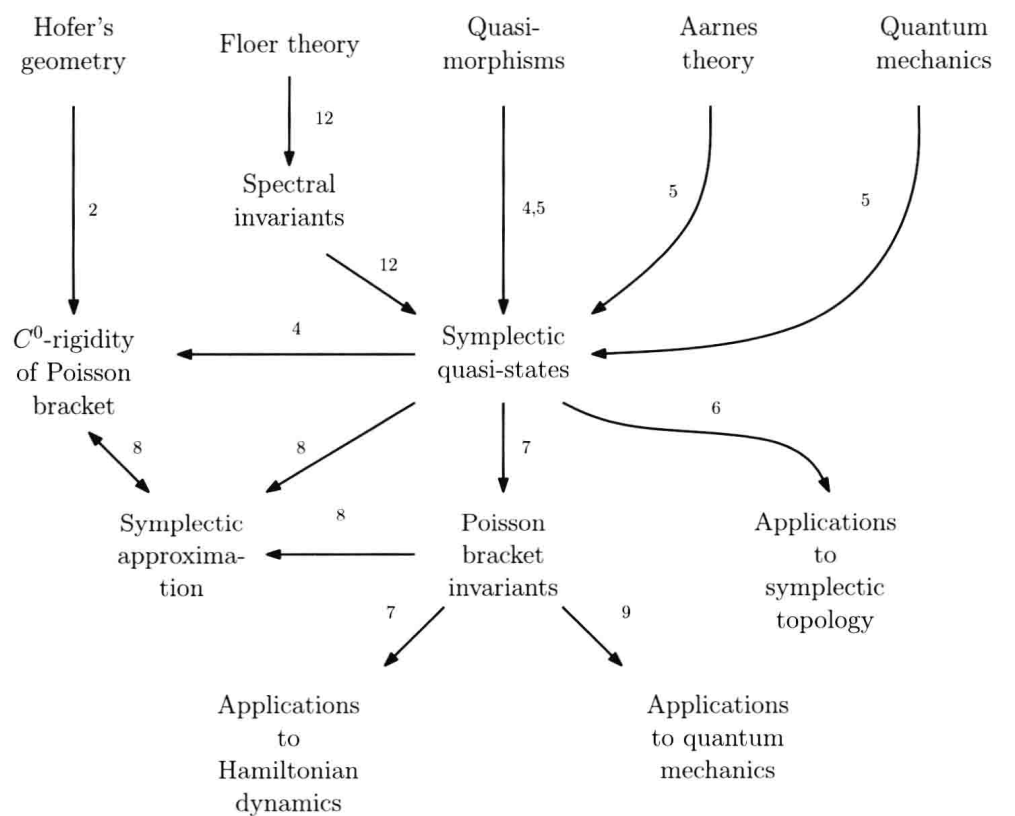 Hofer's
geometry
Floer theory
Quasi-
morphisms
Aarnes
theory
Quantum
mechanics
12
2
Spectral
invariants
4,5
5
5
12
C⁰-rigidity
of Poisson
bracket
4
Symplectic
quasi-states
6
8
8
7
Symplectic
approxima-
tion
8
Poisson
bracket
invariants
Applications
to
symplectic
topology
7
9
Applications
to
Hamiltonian
dynamics
Applications
to quantum
mechanics